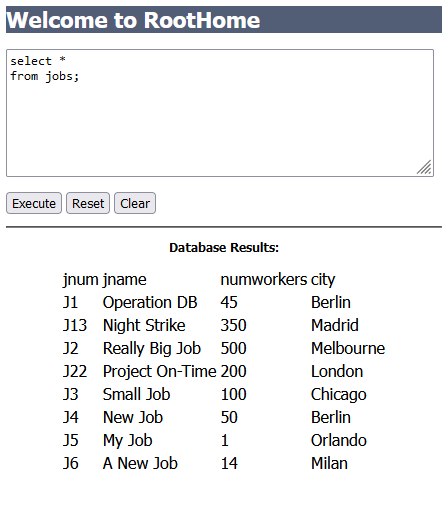 Welcome to RootHome
select *
from jobs;
Execute Reset Clear
Database Results:
jnum jname numworkers city
J1 Operation DB 45 Berlin
J13 Night Strike 350 Madrid
J2 Really Big Job 500 Melbourne
J22 Project On-Time 200 London
J3 Small Job 100 Chicago
J4 New Job 50 Berlin
J5 My Job 1 Orlando
J6 A New Job 14 Milan